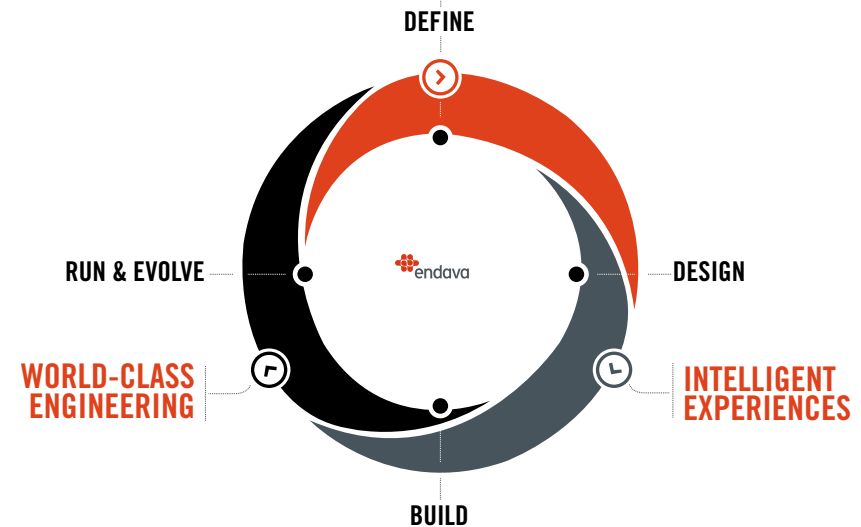 DEFINE
endava
RUN & EVOLVE
DESIGN
WORLD-CLASS
ENGINEERING
INTELLIGENT
EXPERIENCES
BUILD